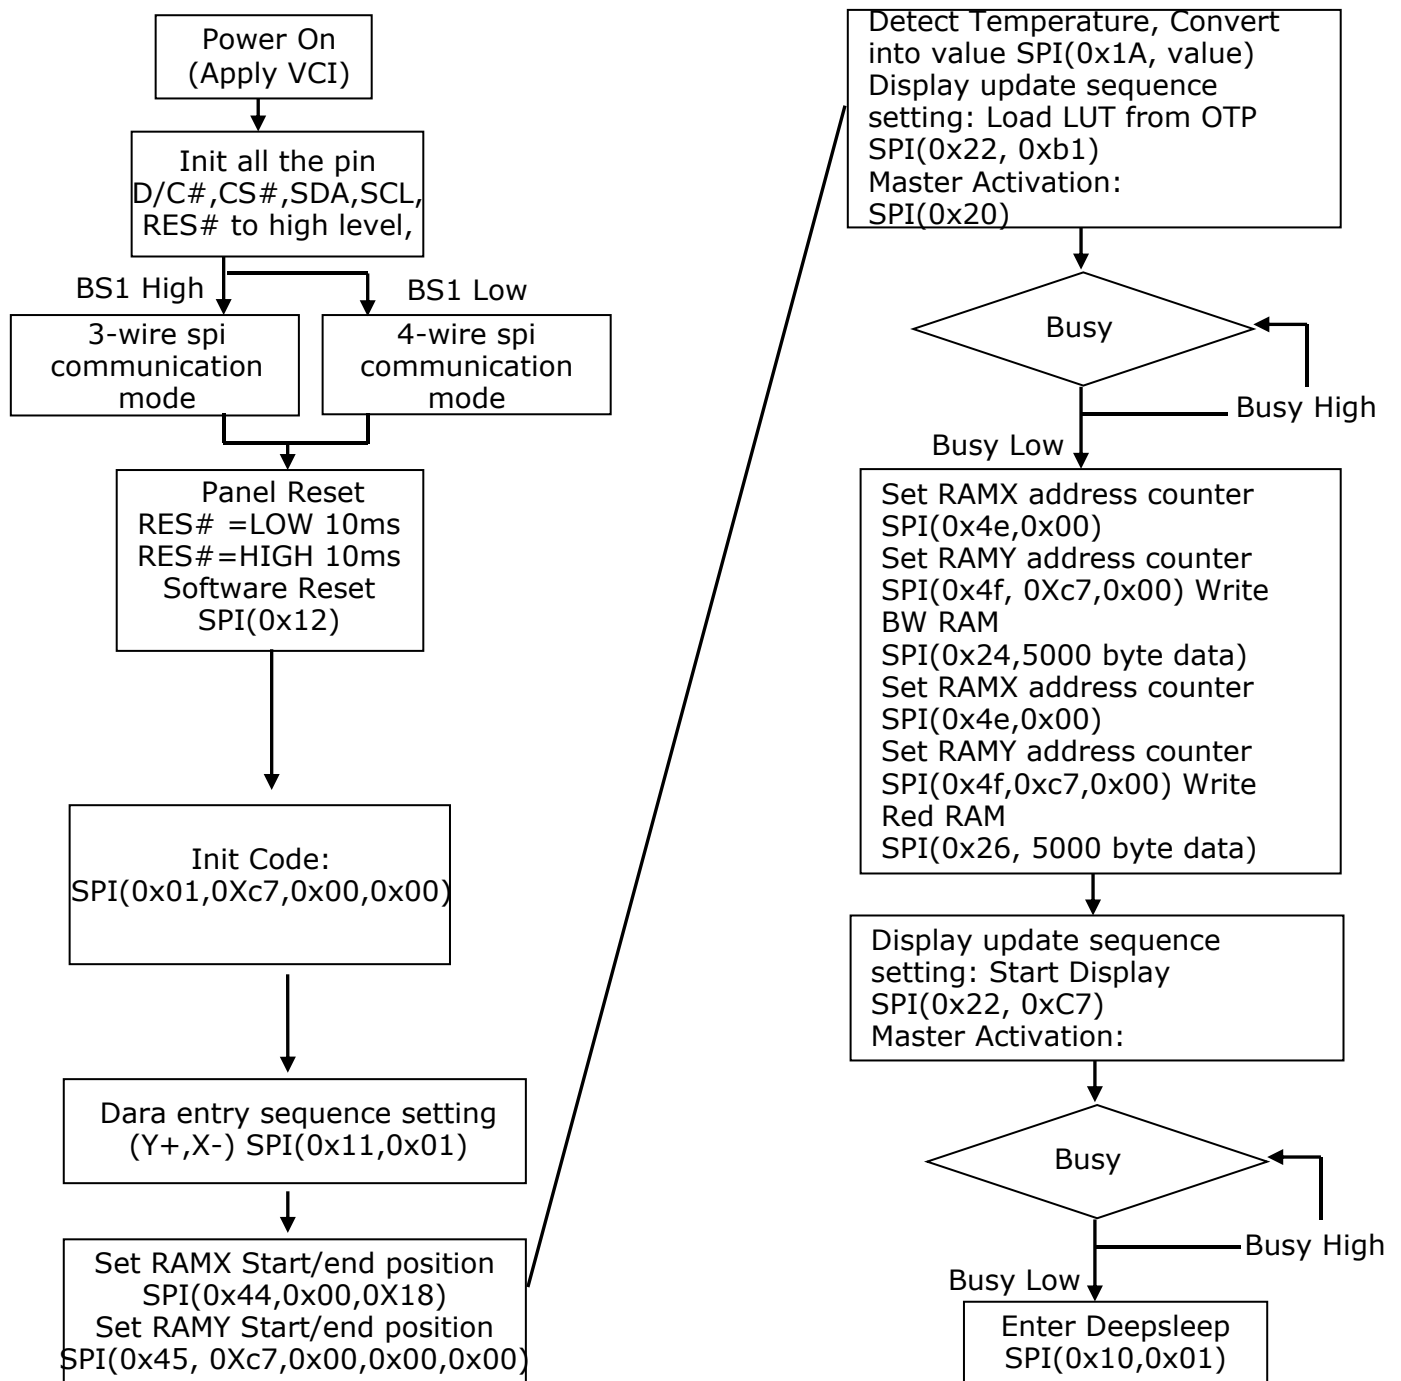 Power On
(Apply VCI)
Init all the pin
D/C#,CS#,SDA,SCL,
RES# to high level,
BS1 High
BS1 Low
3-wire spi
communication
mode
4-wire spi
communication
mode
Panel Reset
RES# =LOW 10ms
RES#=HIGH 10ms
Software Reset
SPI(0x12)
Init Code:
SPI(0x01,0Xc7,0x00,0x00)
Dara entry sequence setting
(Y+,X-) SPI(0x11,0x01)
Set RAMX Start/end position
SPI(0x44,0x00,0X18)
Set RAMY Start/end position
SPI(0x45, 0Xc7,0x00,0x00,0x00)
Detect Temperature, Convert
into value SPI(0x1A, value)
Display update sequence
setting: Load LUT from OTP
SPI(0x22, 0xb1)
Master Activation:
SPI(0x20)
Busy
Busy High
Busy Low
Set RAMX address counter
SPI(0x4e,0x00)
Set RAMY address counter
SPI(0x4f, 0Xc7,0x00) Write
BW RAM
SPI(0x24,5000 byte data)
Set RAMX address counter
SPI(0x4e,0x00)
Set RAMY address counter
SPI(0x4f,0xc7,0x00) Write
Red RAM
SPI(0x26, 5000 byte data)
Display update sequence
setting: Start Display
SPI(0x22, 0xC7)
Master Activation:
Busy
Busy High
Busy Low
Enter Deepsleep
SPI(0x10,0x01)